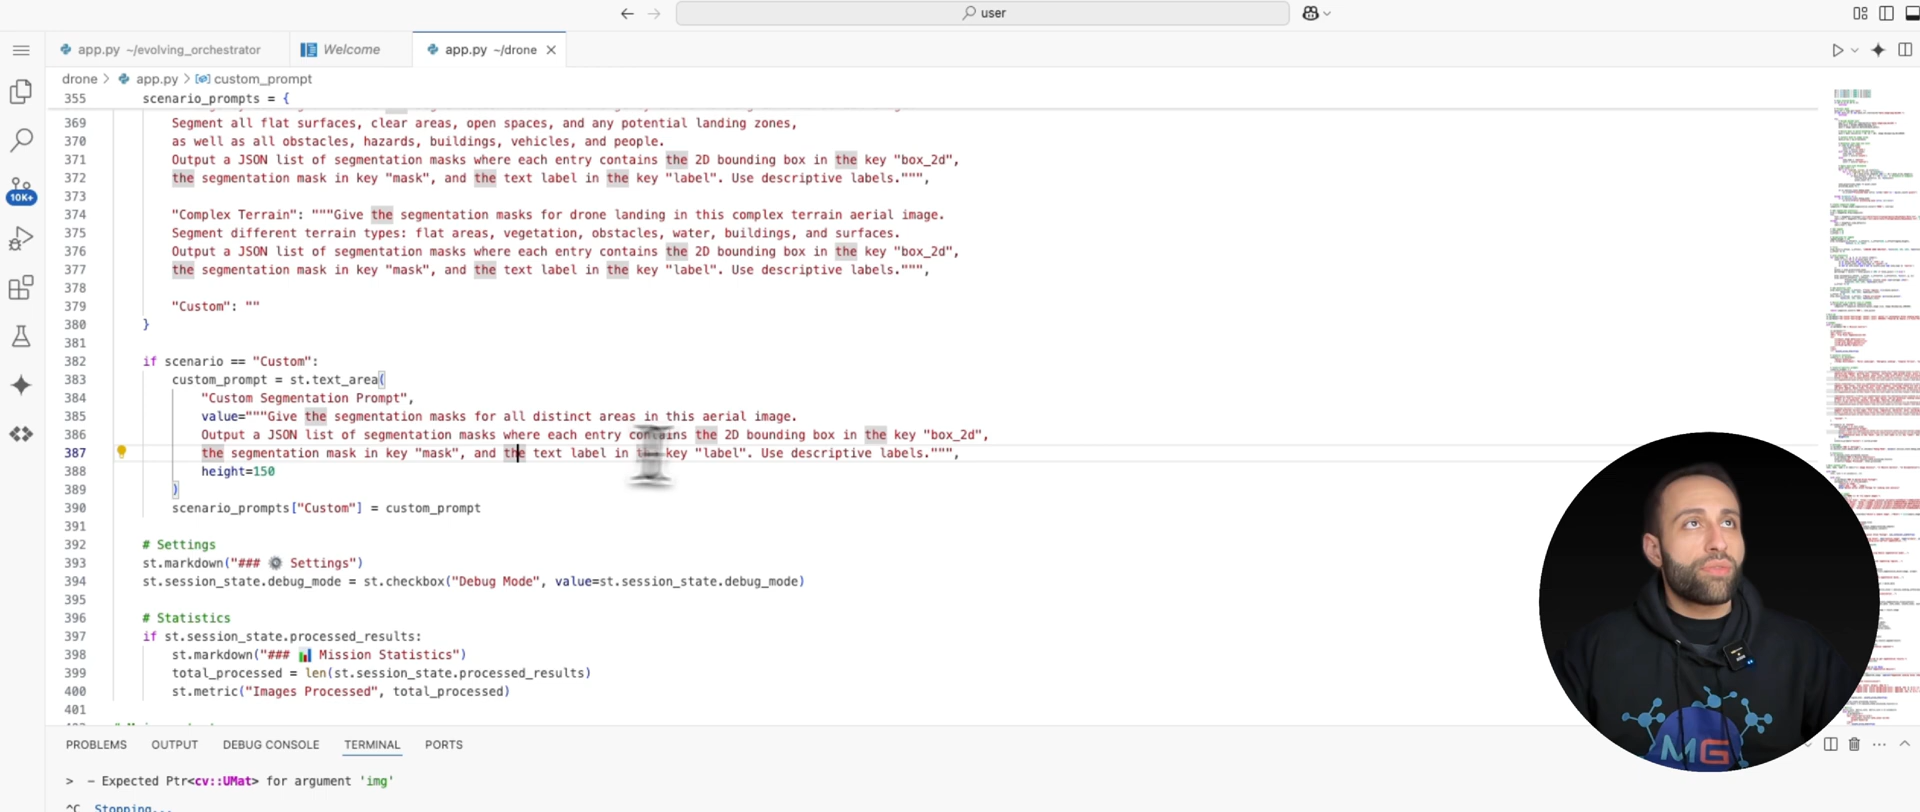 user
app.py ~/evolving_orchestrator
Welcome
app.py ~/drone
drone > app.py > custom_prompt
355 scenario_prompts = {
369 Segment all flat surfaces, clear areas, open spaces, and any potential landing zones,
370 as well as all obstacles, hazards, buildings, vehicles, and people.
371 Output a JSON list of segmentation masks where each entry contains the 2D bounding box in the key "box_2d",
372 the segmentation mask in key "mask", and the text label in the key "label". Use descriptive labels.""",
373
374 "Complex Terrain": """Give the segmentation masks for drone landing in this complex terrain aerial image.
375 Segment different terrain types: flat areas, vegetation, obstacles, water, buildings, and surfaces.
376 Output a JSON list of segmentation masks where each entry contains the 2D bounding box in the key "box_2d",
377 the segmentation mask in key "mask", and the text label in the key "label". Use descriptive labels.""",
378
379 "Custom": ""
380 }
381
382 if scenario == "Custom":
383 custom_prompt = st.text_area(
384 "Custom Segmentation Prompt",
385 value="""Give the segmentation masks for all distinct areas in this aerial image.
10K+
386 Output a JSON list of segmentation masks where each entry contains the 2D bounding box in the key "box_2d",
387 the segmentation mask in key "mask", and the text label in the key "label". Use descriptive labels.""",
388 height=150
389 )
390 scenario_prompts["Custom"] = custom_prompt
391
392 # Settings
393 st.markdown("### ⚙️ Settings")
394 st.session_state.debug_mode = st.checkbox("Debug Mode", value=st.session_state.debug_mode)
395
396 # Statistics
397 if st.session_state.processed_results:
398 st.markdown("### 📊 Mission Statistics")
399 total_processed = len(st.session_state.processed_results)
400 st.metric("Images Processed", total_processed)
401
MG
PROBLEMS OUTPUT DEBUG CONSOLE TERMINAL PORTS
> - Expected Ptr<cv::UMat> for argument 'img'
^C Stopping...